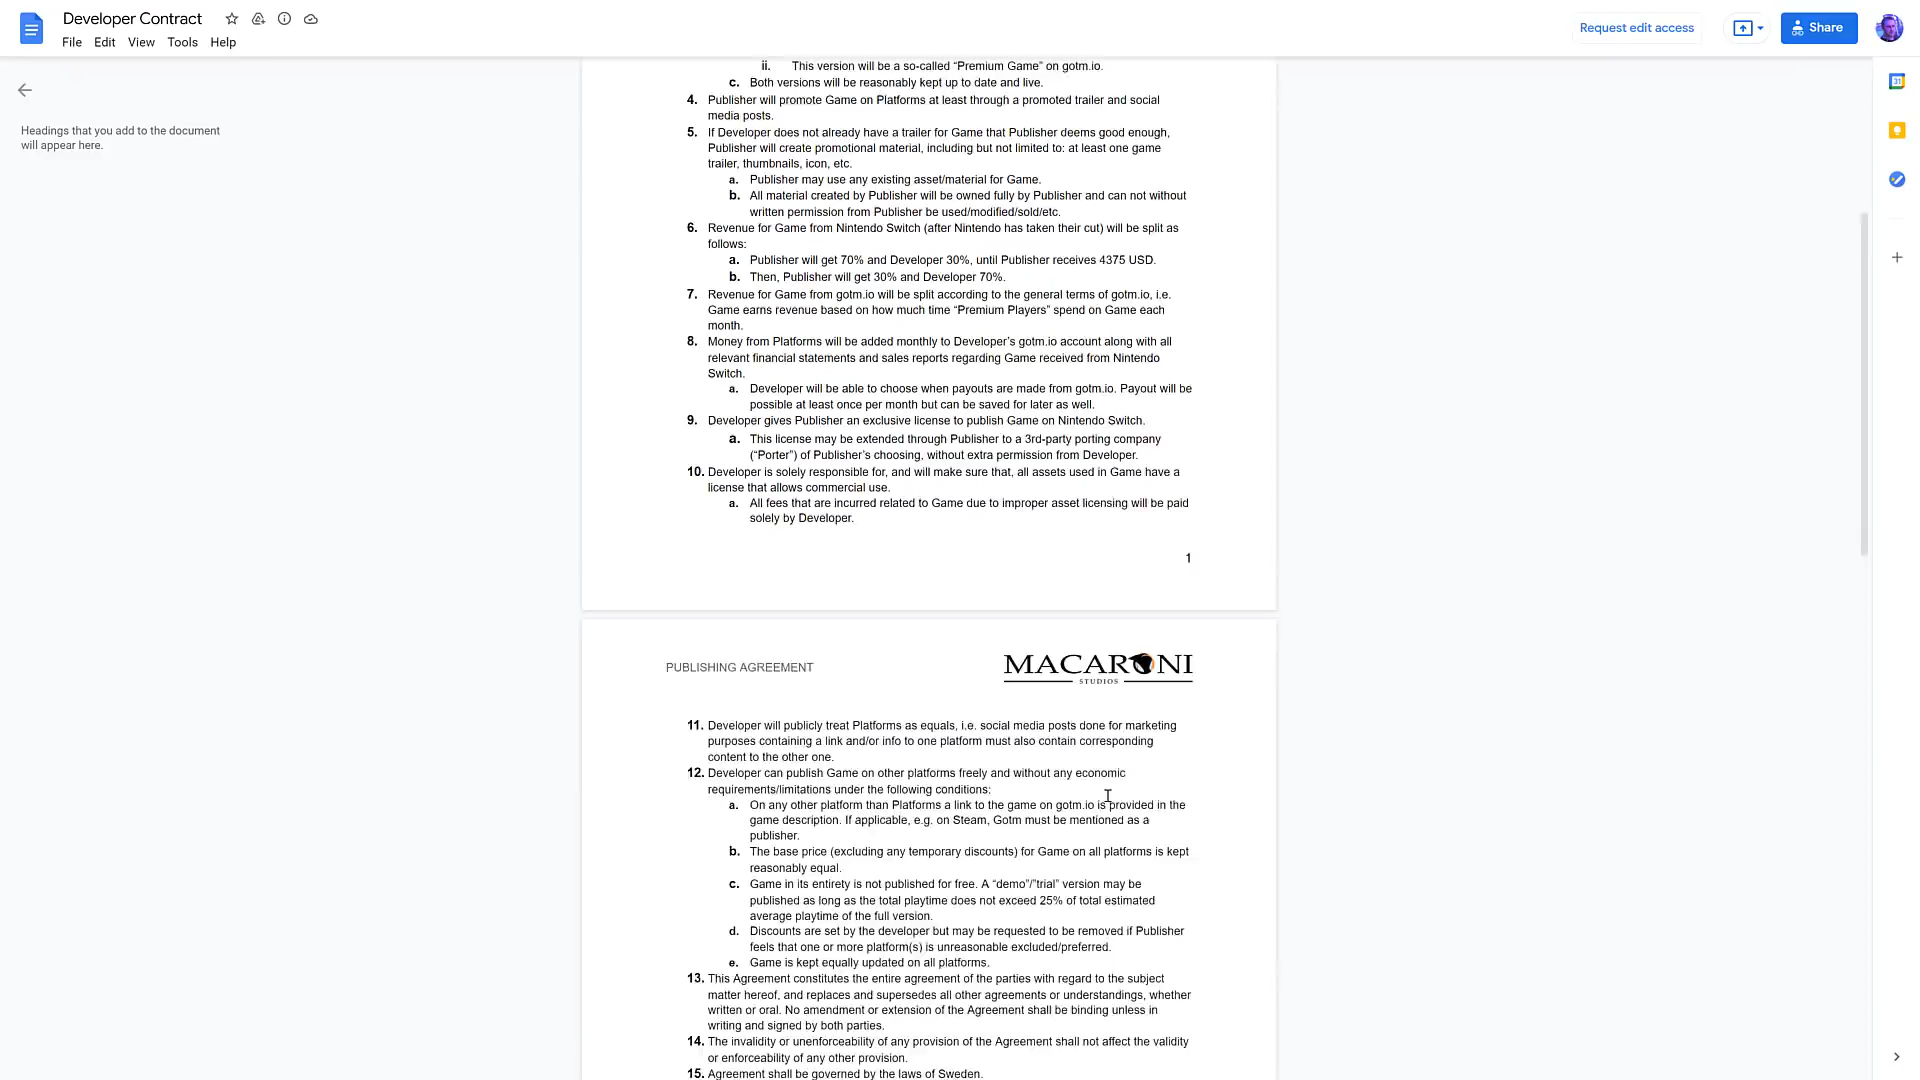 Developer Contract
File Edit View Tools Help
Request edit access
Share
31
Headings that you add to the document
will appear here.
ii. This version will be a so-called “Premium Game” on gotm.io.
c. Both versions will be reasonably kept up to date and live.
4. Publisher will promote Game on Platforms at least through a promoted trailer and social
media posts.
5. If Developer does not already have a trailer for Game that Publisher deems good enough,
Publisher will create promotional material, including but not limited to: at least one game
trailer, thumbnails, icon, etc.
a. Publisher may use any existing asset/material for Game.
b. All material created by Publisher will be owned fully by Publisher and can not without
written permission from Publisher be used/modified/sold/etc.
6. Revenue for Game from Nintendo Switch (after Nintendo has taken their cut) will be split as
follows:
a. Publisher will get 70% and Developer 30%, until Publisher receives 4375 USD.
b. Then, Publisher will get 30% and Developer 70%.
7. Revenue for Game from gotm.io will be split according to the general terms of gotm.io, i.e.
Game earns revenue based on how much time “Premium Players” spend on Game each
month.
8. Money from Platforms will be added monthly to Developer’s gotm.io account along with all
relevant financial statements and sales reports regarding Game received from Nintendo
Switch.
a. Developer will be able to choose when payouts are made from gotm.io. Payout will be
possible at least once per month but can be saved for later as well.
9. Developer gives Publisher an exclusive license to publish Game on Nintendo Switch.
a. This license may be extended through Publisher to a 3rd-party porting company
(“Porter”) of Publisher’s choosing, without extra permission from Developer.
10. Developer is solely responsible for, and will make sure that, all assets used in Game have a
license that allows commercial use.
a. All fees that are incurred related to Game due to improper asset licensing will be paid
solely by Developer.
1
PUBLISHING AGREEMENT
MACARONI
STUDIOS
11. Developer will publicly treat Platforms as equals, i.e. social media posts done for marketing
purposes containing a link and/or info to one platform must also contain corresponding
content to the other one.
12. Developer can publish Game on other platforms freely and without any economic
requirements/limitations under the following conditions:
a. On any other platform than Platforms a link to the game on gotm.io is provided in the
game description. If applicable, e.g. on Steam, Gotm must be mentioned as a
publisher.
b. The base price (excluding any temporary discounts) for Game on all platforms is kept
reasonably equal.
c. Game in its entirety is not published for free. A “demo”/”trial” version may be
published as long as the total playtime does not exceed 25% of total estimated
average playtime of the full version.
d. Discounts are set by the developer but may be requested to be removed if Publisher
feels that one or more platform(s) is unreasonable excluded/preferred.
e. Game is kept equally updated on all platforms.
13. This Agreement constitutes the entire agreement of the parties with regard to the subject
matter hereof, and replaces and supersedes all other agreements or understandings, whether
written or oral. No amendment or extension of the Agreement shall be binding unless in
writing and signed by both parties.
14. The invalidity or unenforceability of any provision of the Agreement shall not affect the validity
or enforceability of any other provision.
15. Agreement shall be governed by the laws of Sweden.